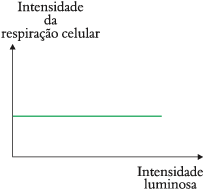 Intensidade
da
respiração celular
Intensidade
luminosa